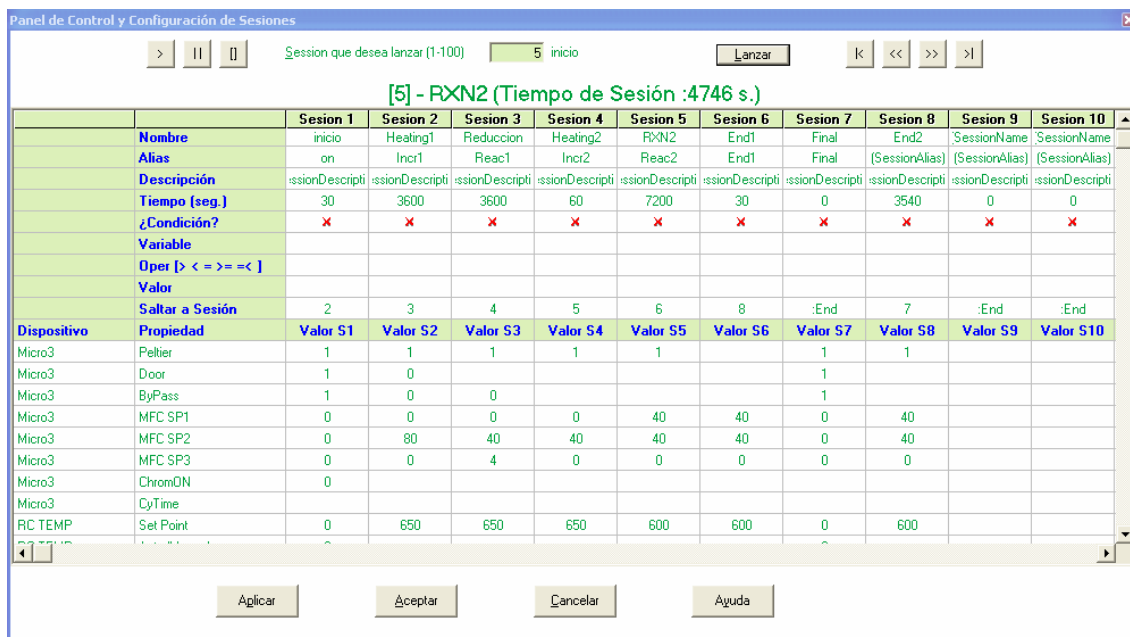 Panel de Control y Configuración de Sesiones
> || [] Session que desea lanzar (1-100) 5 inicio Lanzar |< << >> >|
[5] - RXN2 (Tiempo de Sesión :4746 s.)
Sesion 1 Sesion 2 Sesion 3 Sesion 4 Sesion 5 Sesion 6 Sesion 7 Sesion 8 Sesion 9 Sesion 10
Nombre inicio Heating1 Reduccion Heating2 RXN2 End1 Final End2 SessionName SessionName
Alias on Incr1 Reac1 Incr2 Reac2 End1 Final (SessionAlias) (SessionAlias) (SessionAlias)
Descripción ssionDescripti ssionDescripti ssionDescripti ssionDescripti ssionDescripti ssionDescripti ssionDescripti ssionDescripti ssionDescripti ssionDescripti
Tiempo (seg.) 30 3600 3600 60 7200 30 0 3540 0 0
¿Condición? x x x x x x x x x x
Variable
Oper [> < = >= =< ]
Valor
Saltar a Sesión 2 3 4 5 6 8 :End 7 :End :End
Dispositivo Propiedad Valor S1 Valor S2 Valor S3 Valor S4 Valor S5 Valor S6 Valor S7 Valor S8 Valor S9 Valor S10
Micro3 Peltier 1 1 1 1 1 1 1
Micro3 Door 1 0 1
Micro3 ByPass 1 0 0 1
Micro3 MFC SP1 0 0 0 0 40 40 0 40
Micro3 MFC SP2 0 80 40 40 40 40 0 40
Micro3 MFC SP3 0 0 4 0 0 0 0 0
Micro3 ChromON 0
Micro3 CyTime
RC TEMP Set Point 0 650 650 650 600 600 0 600
Aplicar Aceptar Cancelar Ayuda